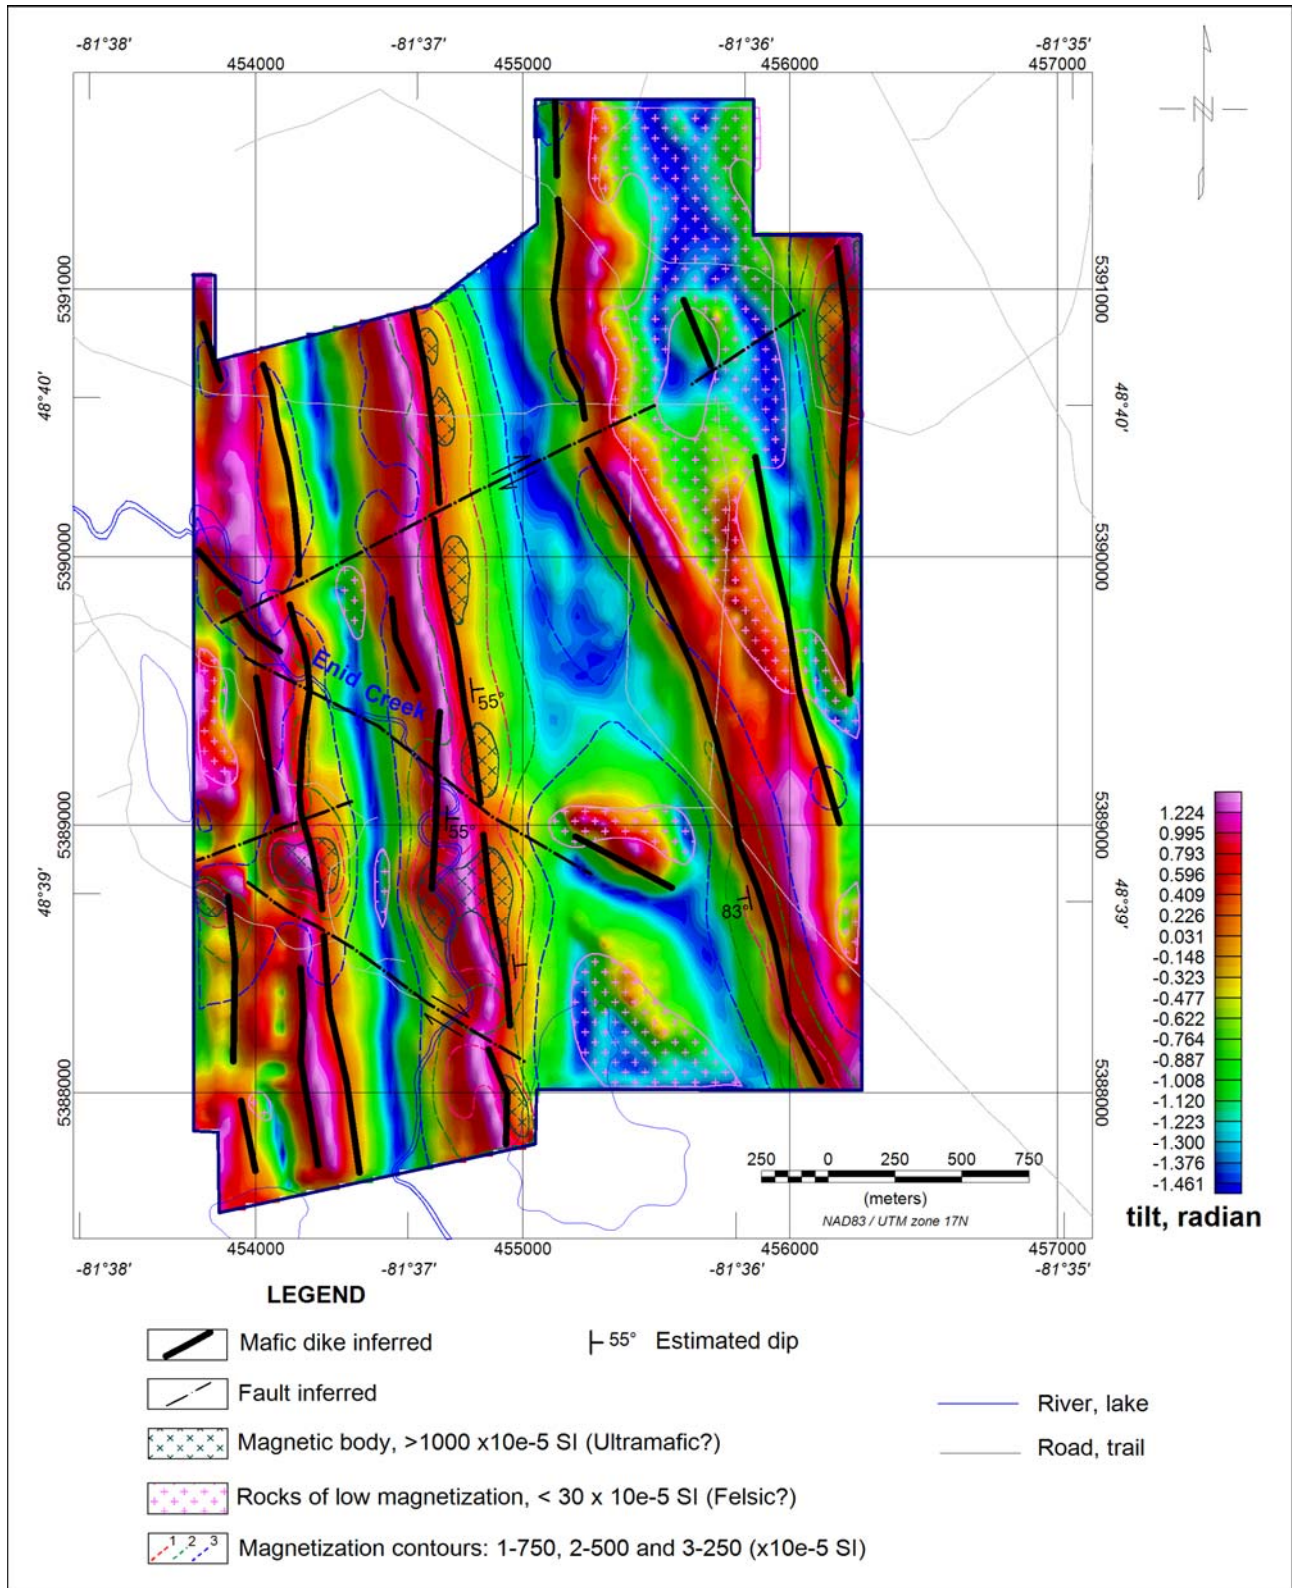 -81°38' -81°37' -81°36' -81°35'
454000 455000 456000 457000
N
5391000 5391000
48°40' 48°40'
5390000 5390000
Enid Creek
55°
5389000 55° 5389000
48°39' 48°39'
83°
5388000 5388000
1.224
0.995
0.793
0.596
0.409
0.226
0.031
-0.148
-0.323
-0.477
-0.622
-0.764
-0.887
-1.008
-1.120
-1.223
-1.300
-1.376
-1.461
tilt, radian
250 0 250 500 750
(meters)
NAD83 / UTM zone 17N
454000 455000 456000 457000
-81°38' -81°37' -81°36' -81°35'
LEGEND
Mafic dike inferred
55° Estimated dip
Fault inferred
River, lake
Magnetic body, >1000 x10e-5 SI (Ultramafic?)
Road, trail
Rocks of low magnetization, < 30 x 10e-5 SI (Felsic?)
1 2 3 Magnetization contours: 1-750, 2-500 and 3-250 (x10e-5 SI)